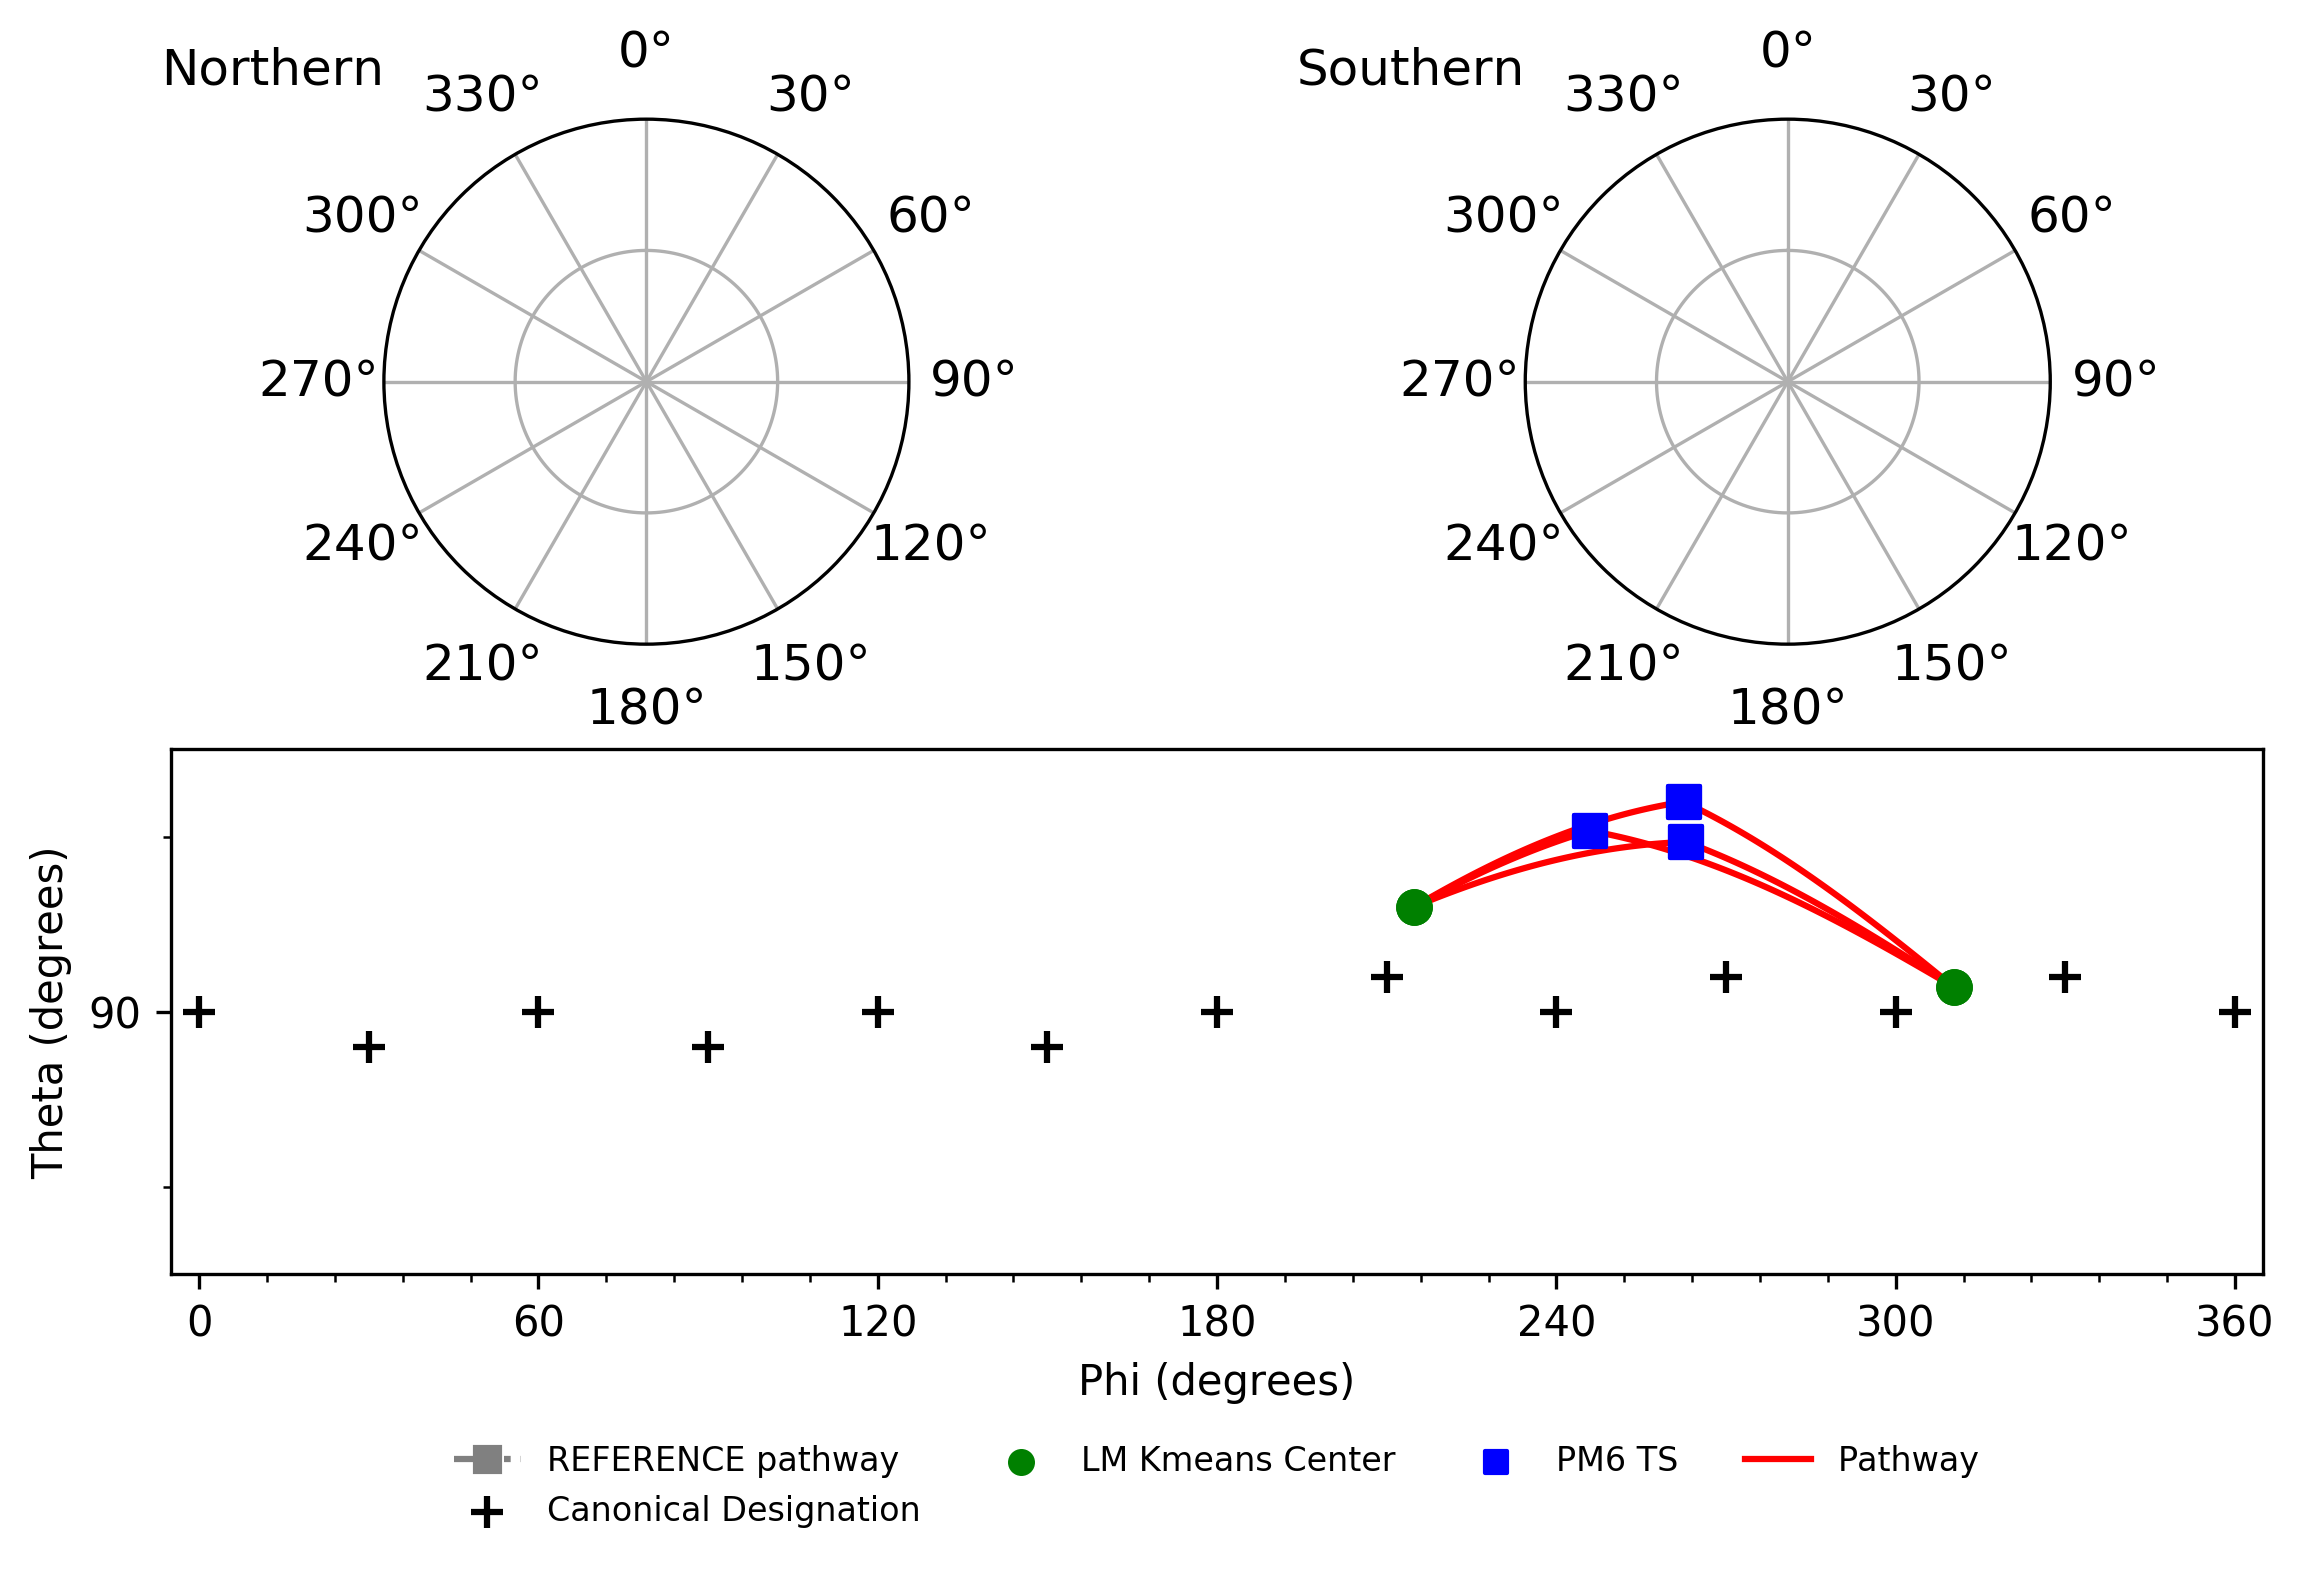 Northern
0°
30°
60°
90°
120°
150°
180°
210°
240°
270°
300°
330°
Southern
0°
30°
60°
90°
120°
150°
180°
210°
240°
270°
300°
330°
Theta (degrees)
90
0 60 120 180 240 300 360
Phi (degrees)
REFERENCE pathway
Canonical Designation
LM Kmeans Center
PM6 TS
Pathway